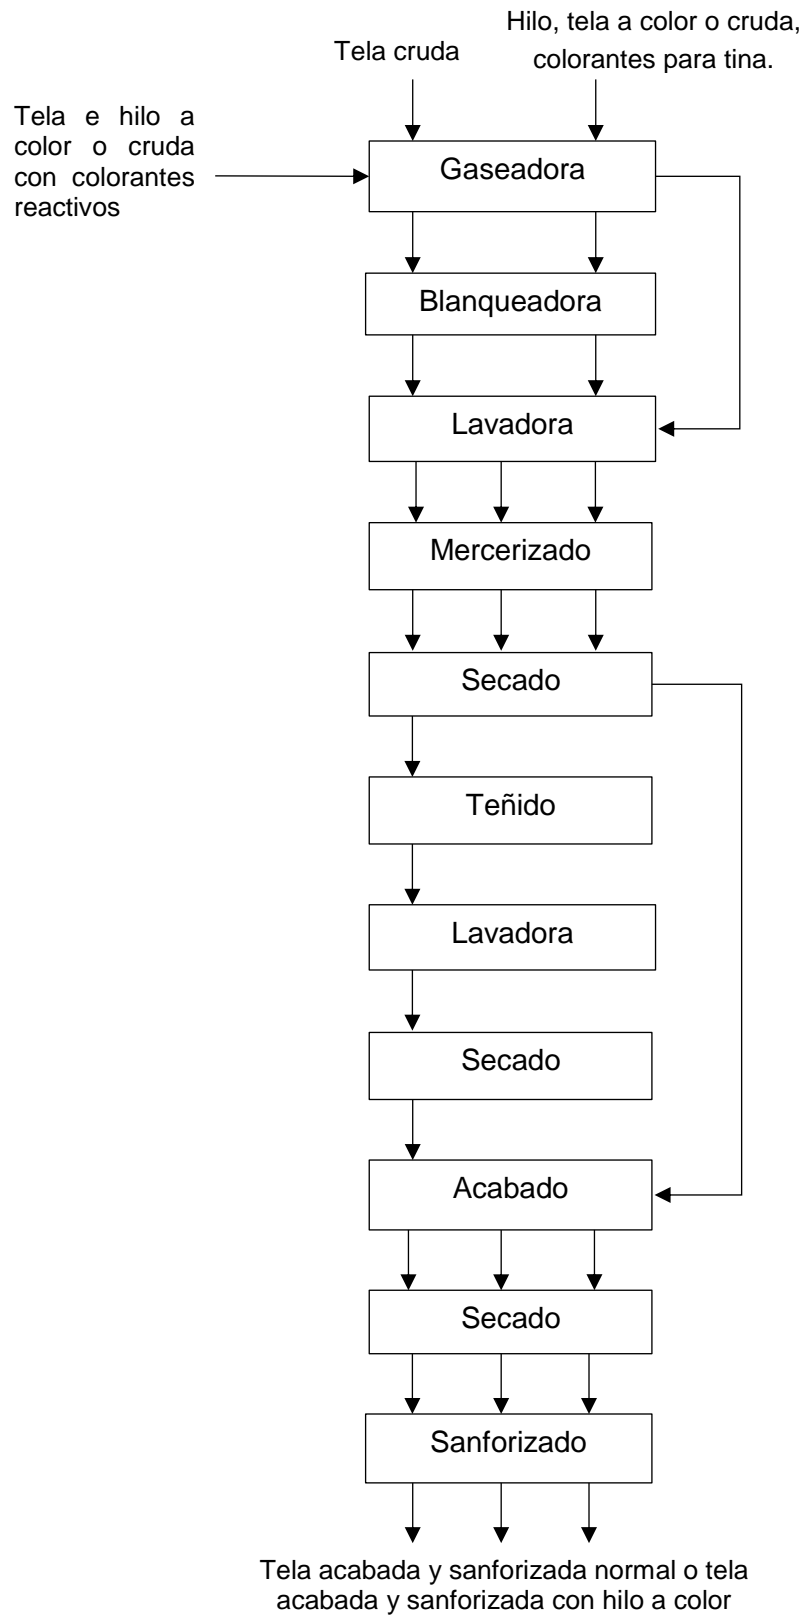 Hilo, tela a color o cruda,
colorantes para tina.
Tela cruda
Tela e hilo a
color o cruda
con colorantes
reactivos
Gaseadora
Blanqueadora
Lavadora
Mercerizado
Secado
Teñido
Lavadora
Secado
Acabado
Secado
Sanforizado
Tela acabada y sanforizada normal o tela
acabada y sanforizada con hilo a color